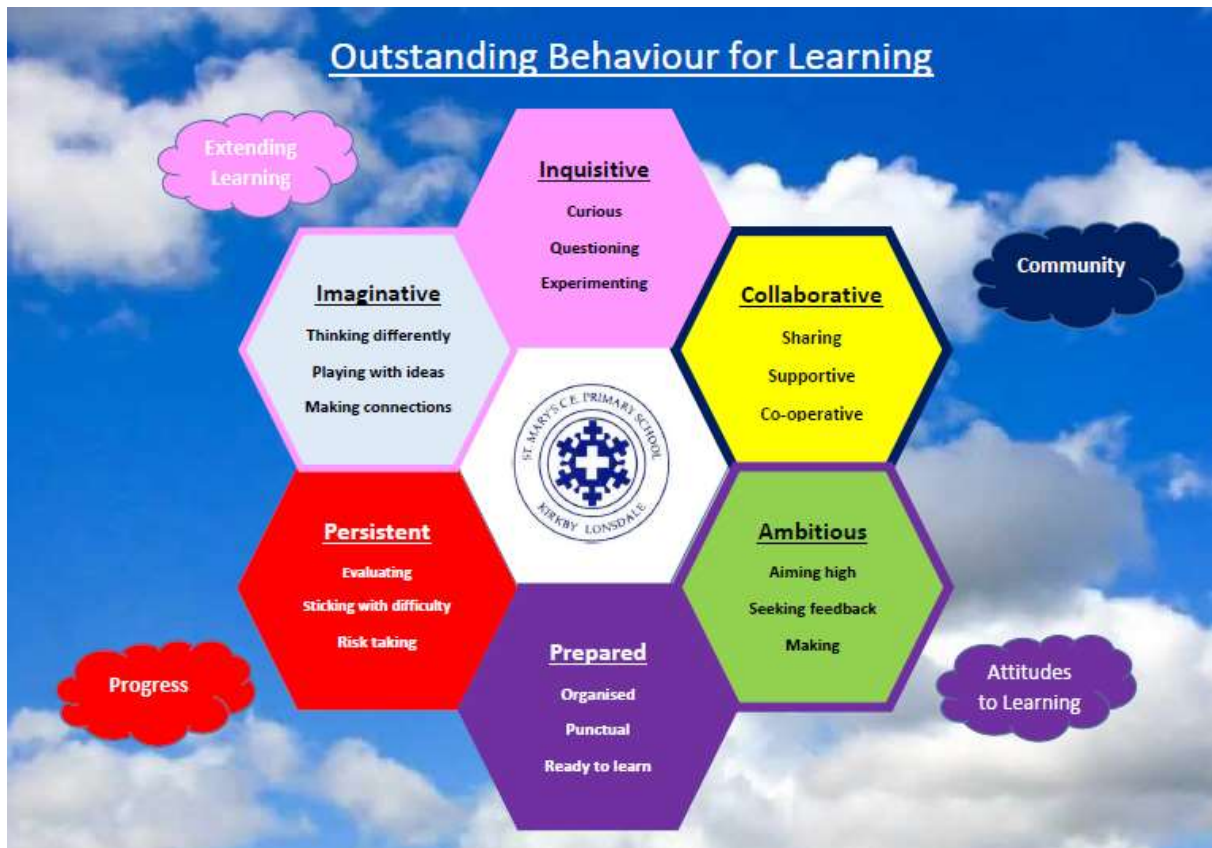 Outstanding Behaviour for Learning
Extending
Learning
Inquisitive
Curious
Questioning
Experimenting
Community
Imaginative
Thinking differently
Playing with ideas
Making connections
Collaborative
Sharing
Supportive
Co-operative
ST. MARY'S C.E. PRIMARY SCHOOL
KIRKBY LONSDALE
Persistent
Evaluating
Sticking with difficulty
Risk taking
Ambitious
Aiming high
Seeking feedback
Making
Prepared
Organised
Punctual
Ready to learn
Progress
Attitudes
to Learning